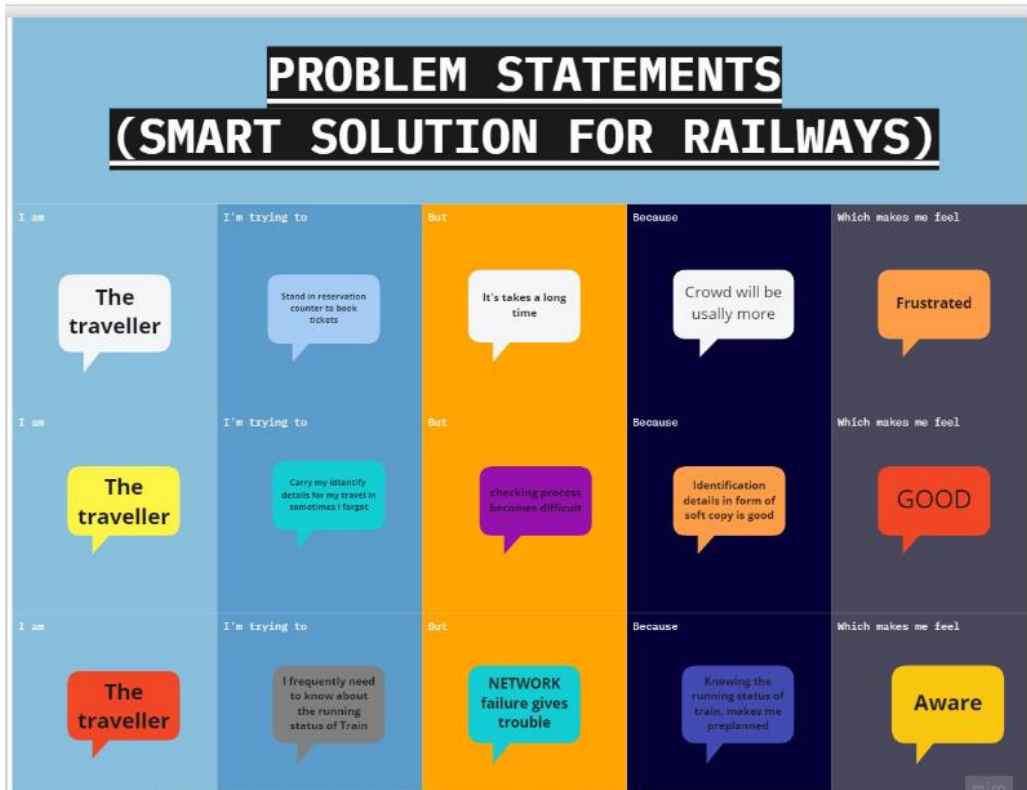 PROBLEM STATEMENTS
(SMART SOLUTION FOR RAILWAYS)
I am
I'm trying to
But
Because
Which makes me feel
The
traveller
Stand in reservation
counter to book
tickets
It's takes a long
time
Crowd will be
usally more
Frustrated
I am
I'm trying to
But
Because
Which makes me feel
The
traveller
Carry my idsentify
details for my travel in
sometimes I forgot
checking process
becomes difficult
Identification
details in form of
soft copy is good
GOOD
I am
I'm trying to
But
Because
Which makes me feel
The
traveller
I frequently need
to know about
the running
status of Train
NETWORK
failure gives
trouble
Knowing the
running status of
train, makes me
preplanned
Aware
miro